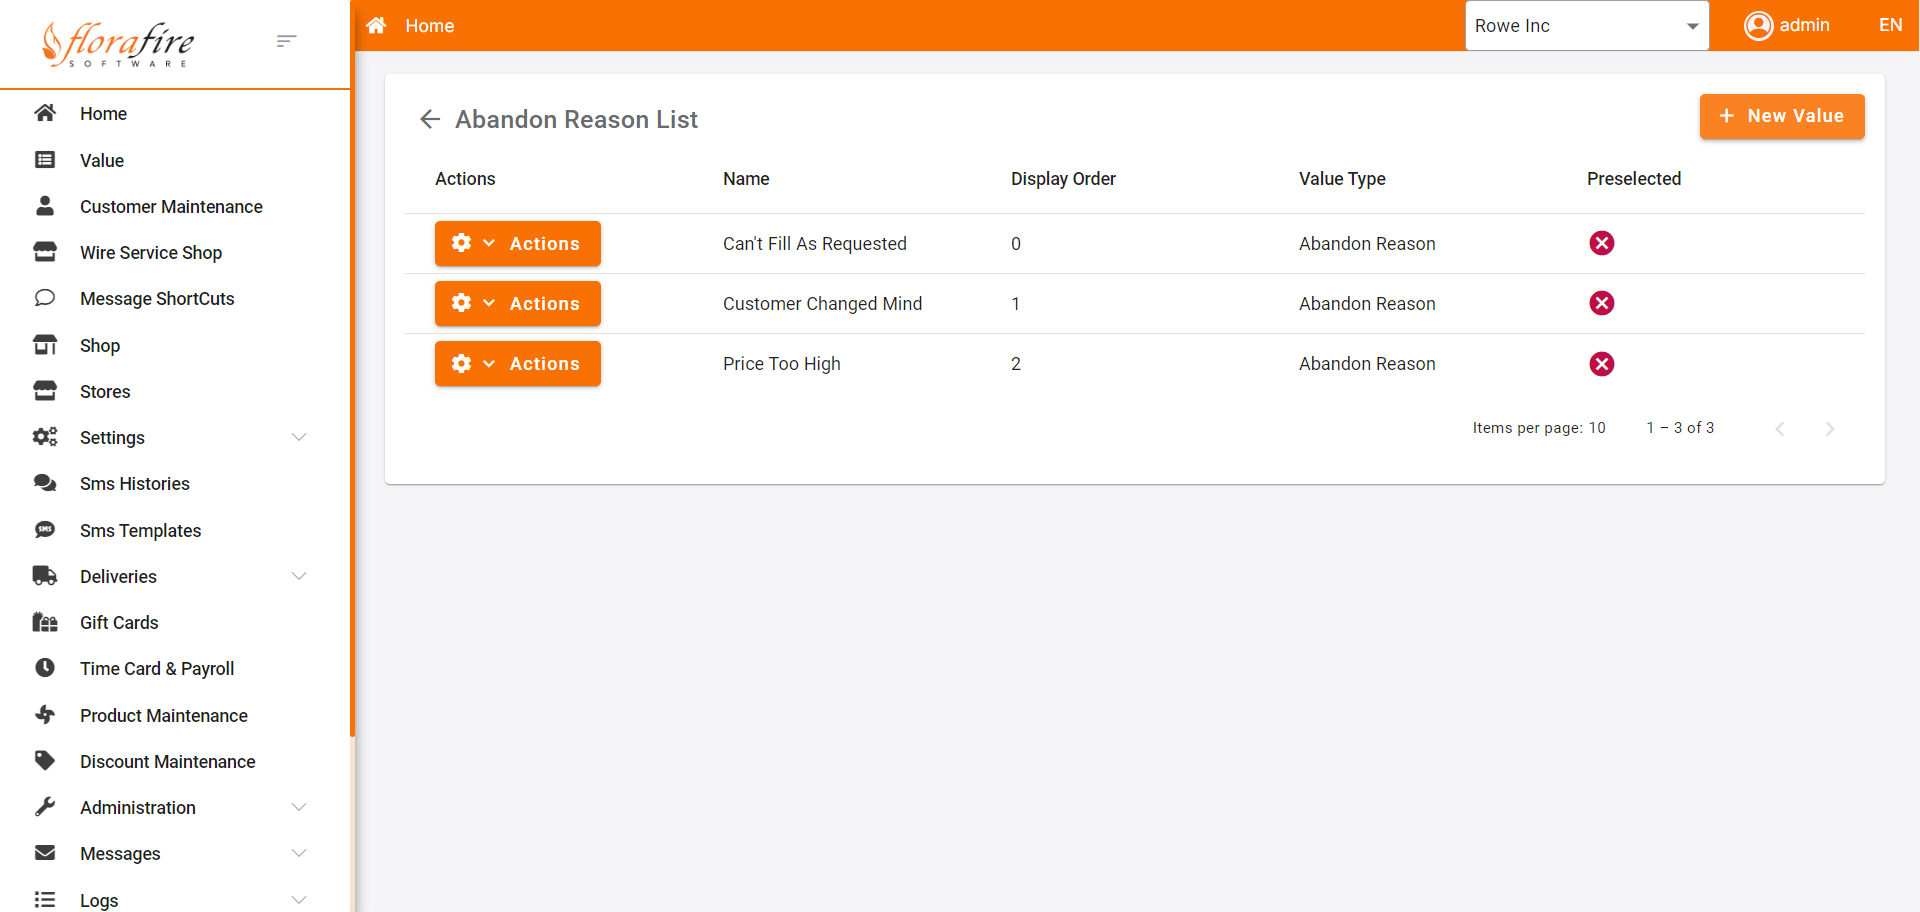 florafire
SOFTWARE
Home
Value
Customer Maintenance
Wire Service Shop
Message ShortCuts
Shop
Stores
Settings
Sms Histories
SMS
Sms Templates
Deliveries
Gift Cards
Time Card & Payroll
Product Maintenance
Discount Maintenance
Administration
Messages
Logs
Home
Rowe Inc
admin
EN
Abandon Reason List
New Value
Actions Name Display Order Value Type Preselected
Actions Can't Fill As Requested 0 Abandon Reason
Actions Customer Changed Mind 1 Abandon Reason
Actions Price Too High 2 Abandon Reason
Items per page: 10 1 – 3 of 3